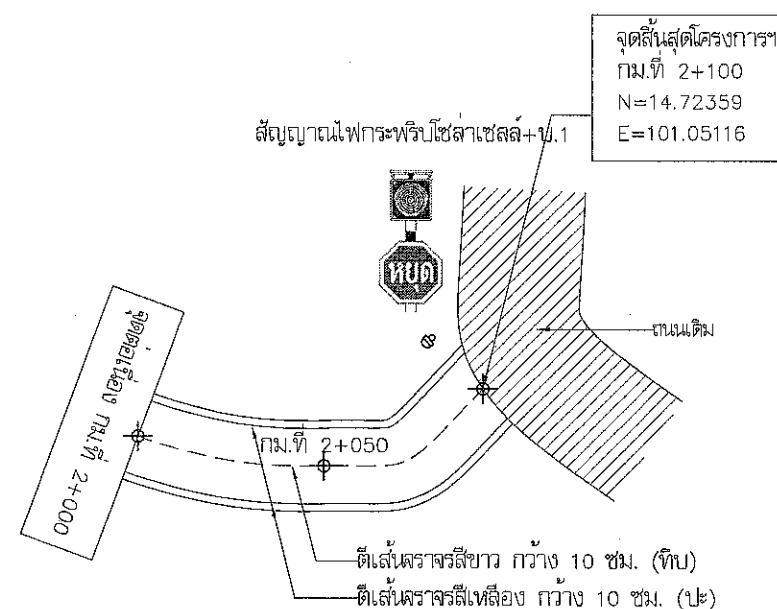 จุดสิ้นสุดโครงการฯ
กม.ที่ 2+100
N=14.72359
E=101.05116
สัญญาณไฟกระพริบโซล่าเซลล์+บ.1
หยุด
ถนนเดิม
จุดต่อเนื่อง กม.ที่ 2+000
กม.ที่ 2+050
ตีเส้นจราจรสีขาว กว้าง 10 ซม. (ทึบ)
ตีเส้นจราจรสีเหลือง กว้าง 10 ซม. (ปะ)